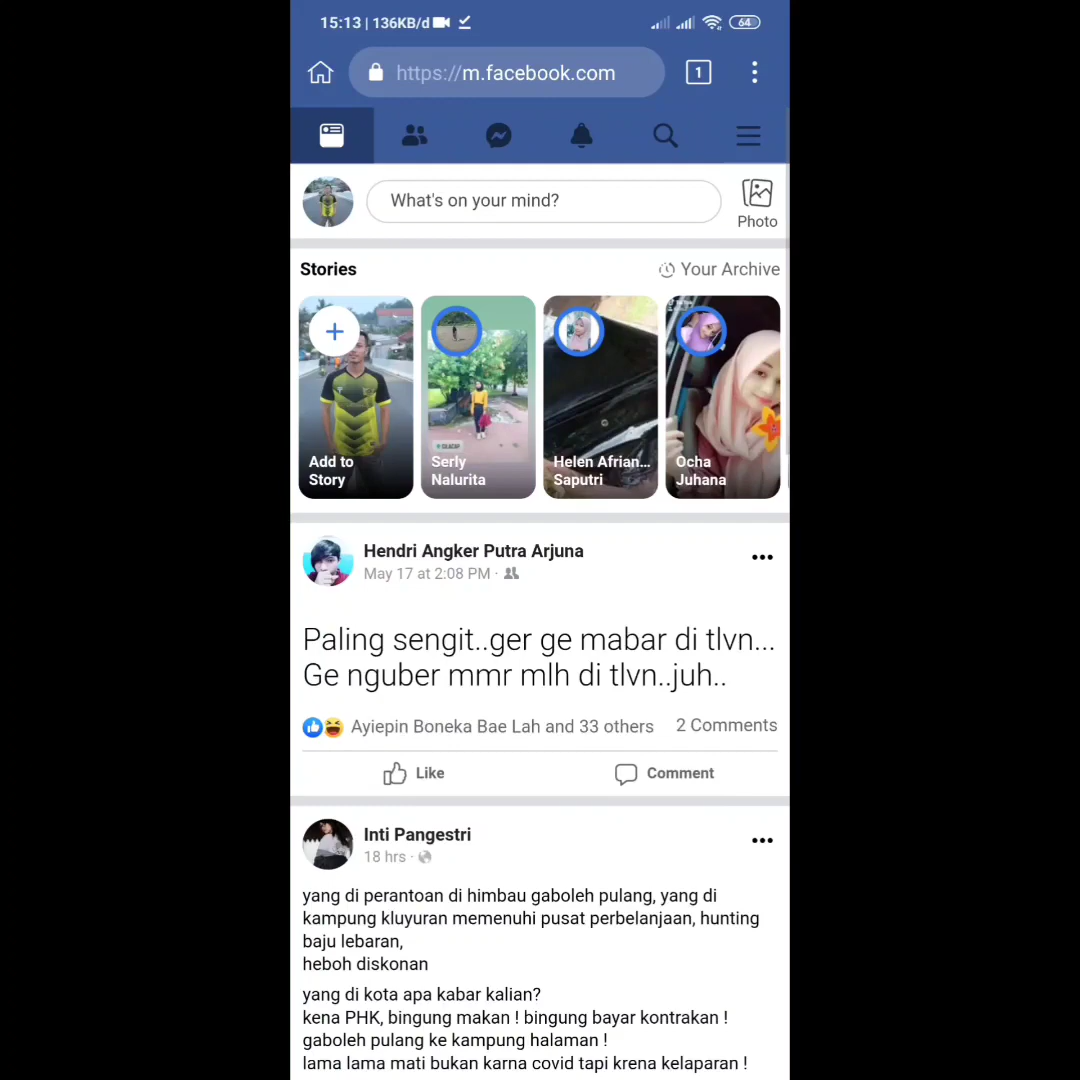 15:13 | 136KB/d
64
https://m.facebook.com
1
What's on your mind?
Photo
Stories
Your Archive
Add to
Story
CILACAP
Serly
Nalurita
Helen Afrian...
Saputri
Ocha
Juhana
Hendri Angker Putra Arjuna
May 17 at 2:08 PM ·
Paling sengit..ger ge mabar di tlvn...
Ge nguber mmr mlh di tlvn..juh..
Ayiepin Boneka Bae Lah and 33 others
2 Comments
Like
Comment
Inti Pangestri
18 hrs ·
yang di perantoan di himbau gaboleh pulang, yang di
kampung kluyuran memenuhi pusat perbelanjaan, hunting
baju lebaran,
heboh diskonan
yang di kota apa kabar kalian?
kena PHK, bingung makan ! bingung bayar kontrakan !
gaboleh pulang ke kampung halaman !
lama lama mati bukan karna covid tapi krena kelaparan !